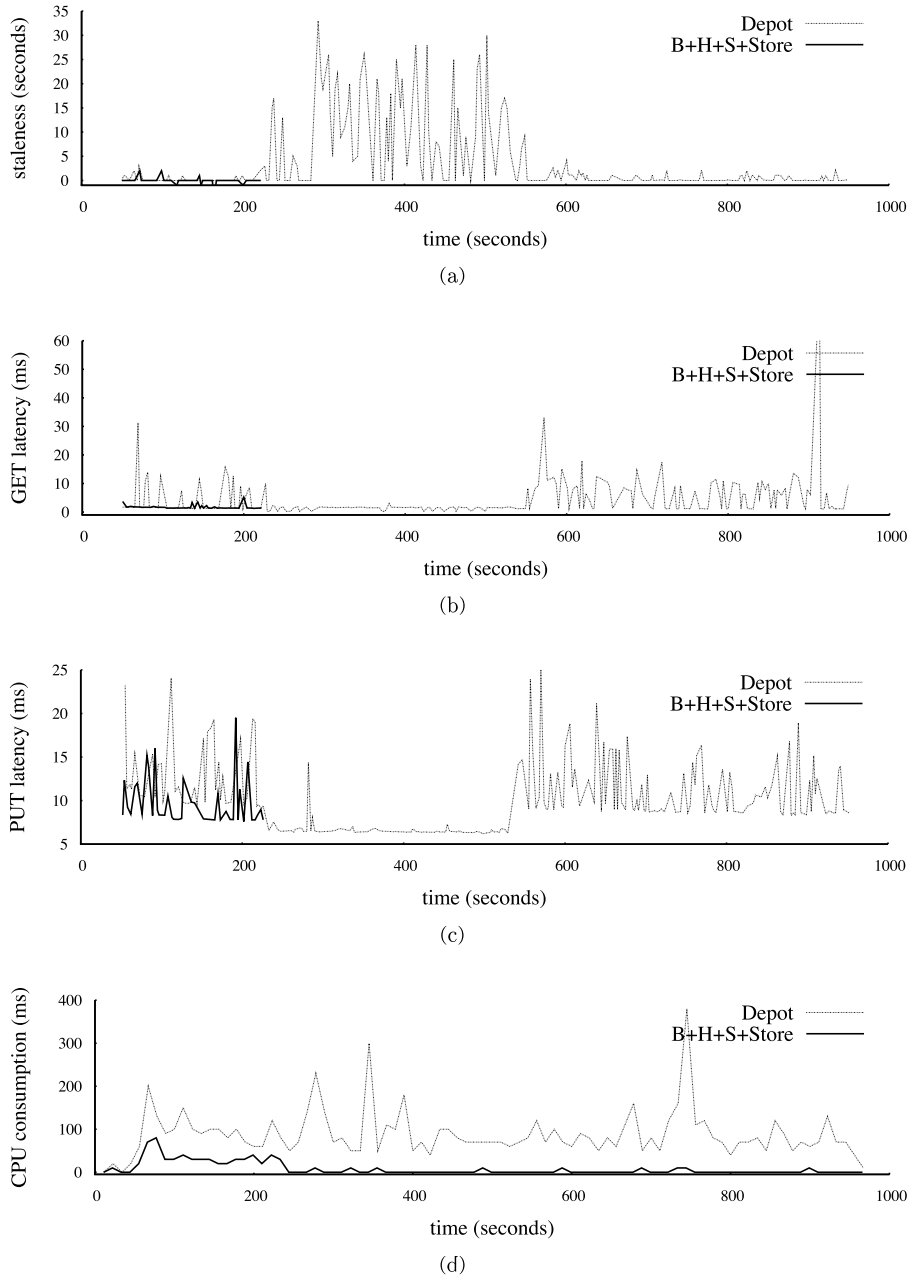 35
30
25
20
15
10
5
0
staleness (seconds)
Depot
B+H+S+Store
0 200 400 600 800 1000
time (seconds)
(a)
60
50
40
30
20
10
0
GET latency (ms)
Depot
B+H+S+Store
0 200 400 600 800 1000
time (seconds)
(b)
25
20
15
10
5
PUT latency (ms)
Depot
B+H+S+Store
0 200 400 600 800 1000
time (seconds)
(c)
400
300
200
100
0
CPU consumption (ms)
Depot
B+H+S+Store
0 200 400 600 800 1000
time (seconds)
(d)